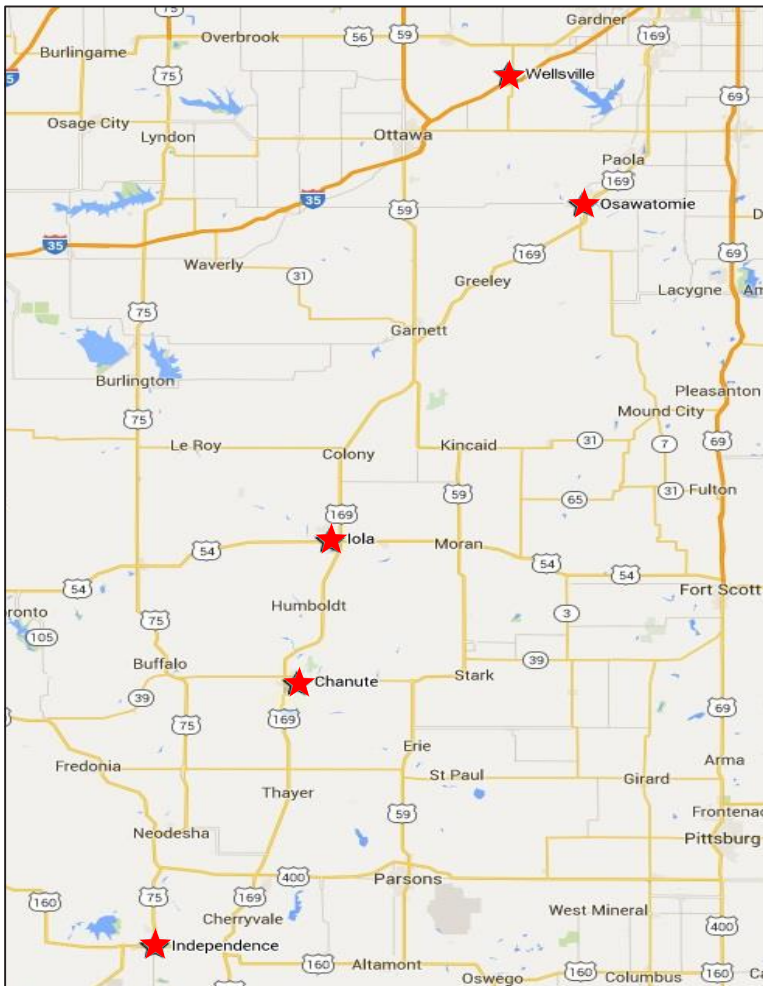 Gardner
Overbrook
56
59
169
Burlingame
35
75
Wellsville
69
Osage City
Lyndon
Ottawa
Paola
169
35
59
Osawatomie
35
Waverly
31
169
Greeley
69
Lacygne
75
Garnett
Burlington
Pleasanton
75
Mound City
Le Roy
Colony
Kincaid
31
7
69
59
65
31
Fulton
169
54
Iola
Moran
54
54
54
Fort Scott
Humboldt
3
75
105
Buffalo
39
Stark
39
Chanute
169
75
69
Erie
Fredonia
St Paul
Girard
Arma
Thayer
59
Neodesha
Pittsburg
400
Parsons
75
169
160
Cherryvale
West Mineral
400
Independence
160
Altamont
Oswego
160
Columbus
160